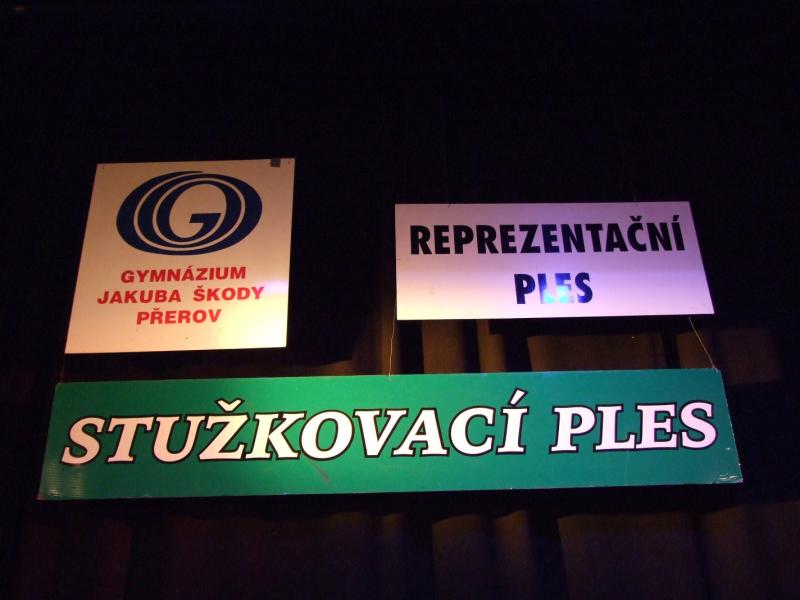 G
GYMNÁZIUM
JAKUBA ŠKODY
PŘEROV
REPREZENTAČNÍ
PLES
STUŽKOVACÍ PLES